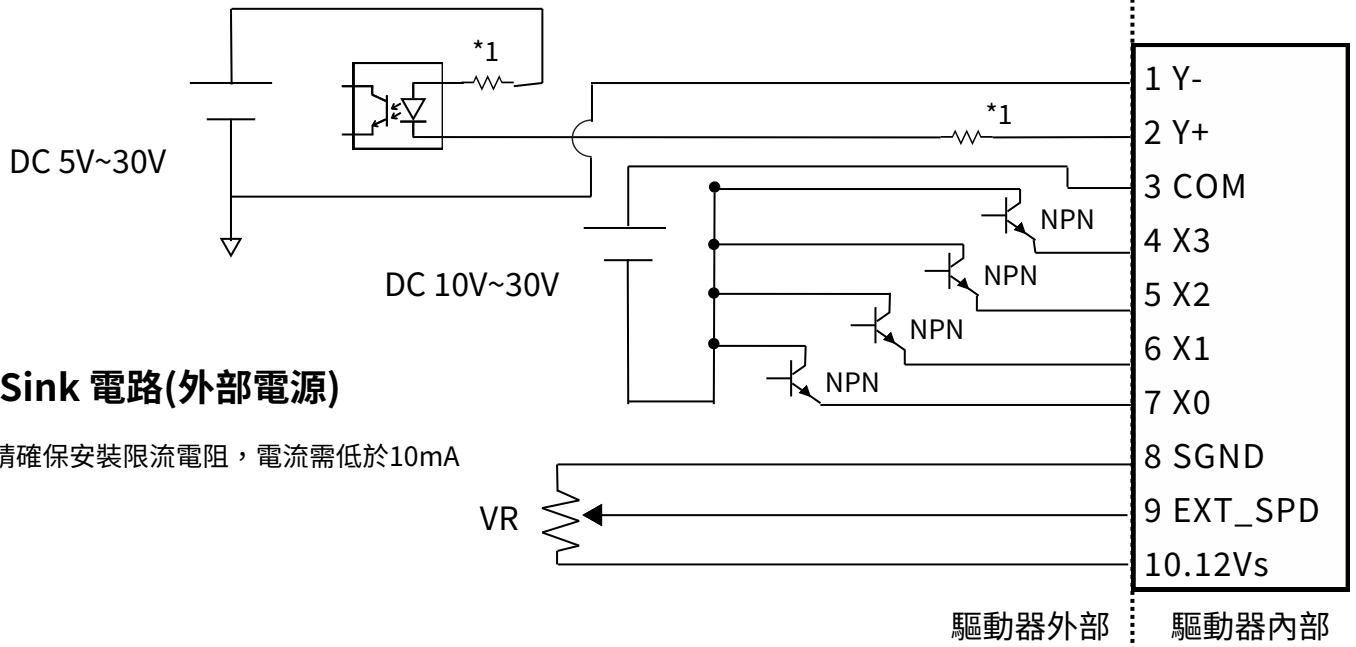 *1
1 Y-
*1
2 Y+
DC 5V~30V
3 COM
NPN
4 X3
NPN
DC 10V~30V
5 X2
NPN
6 X1
NPN
Sink 電路(外部電源)
7 X0
確保安裝限流電阻，電流需低於10mA
8 SGND
VR
9 EXT_SPD
10.12Vs
驅動器外部
驅動器內部